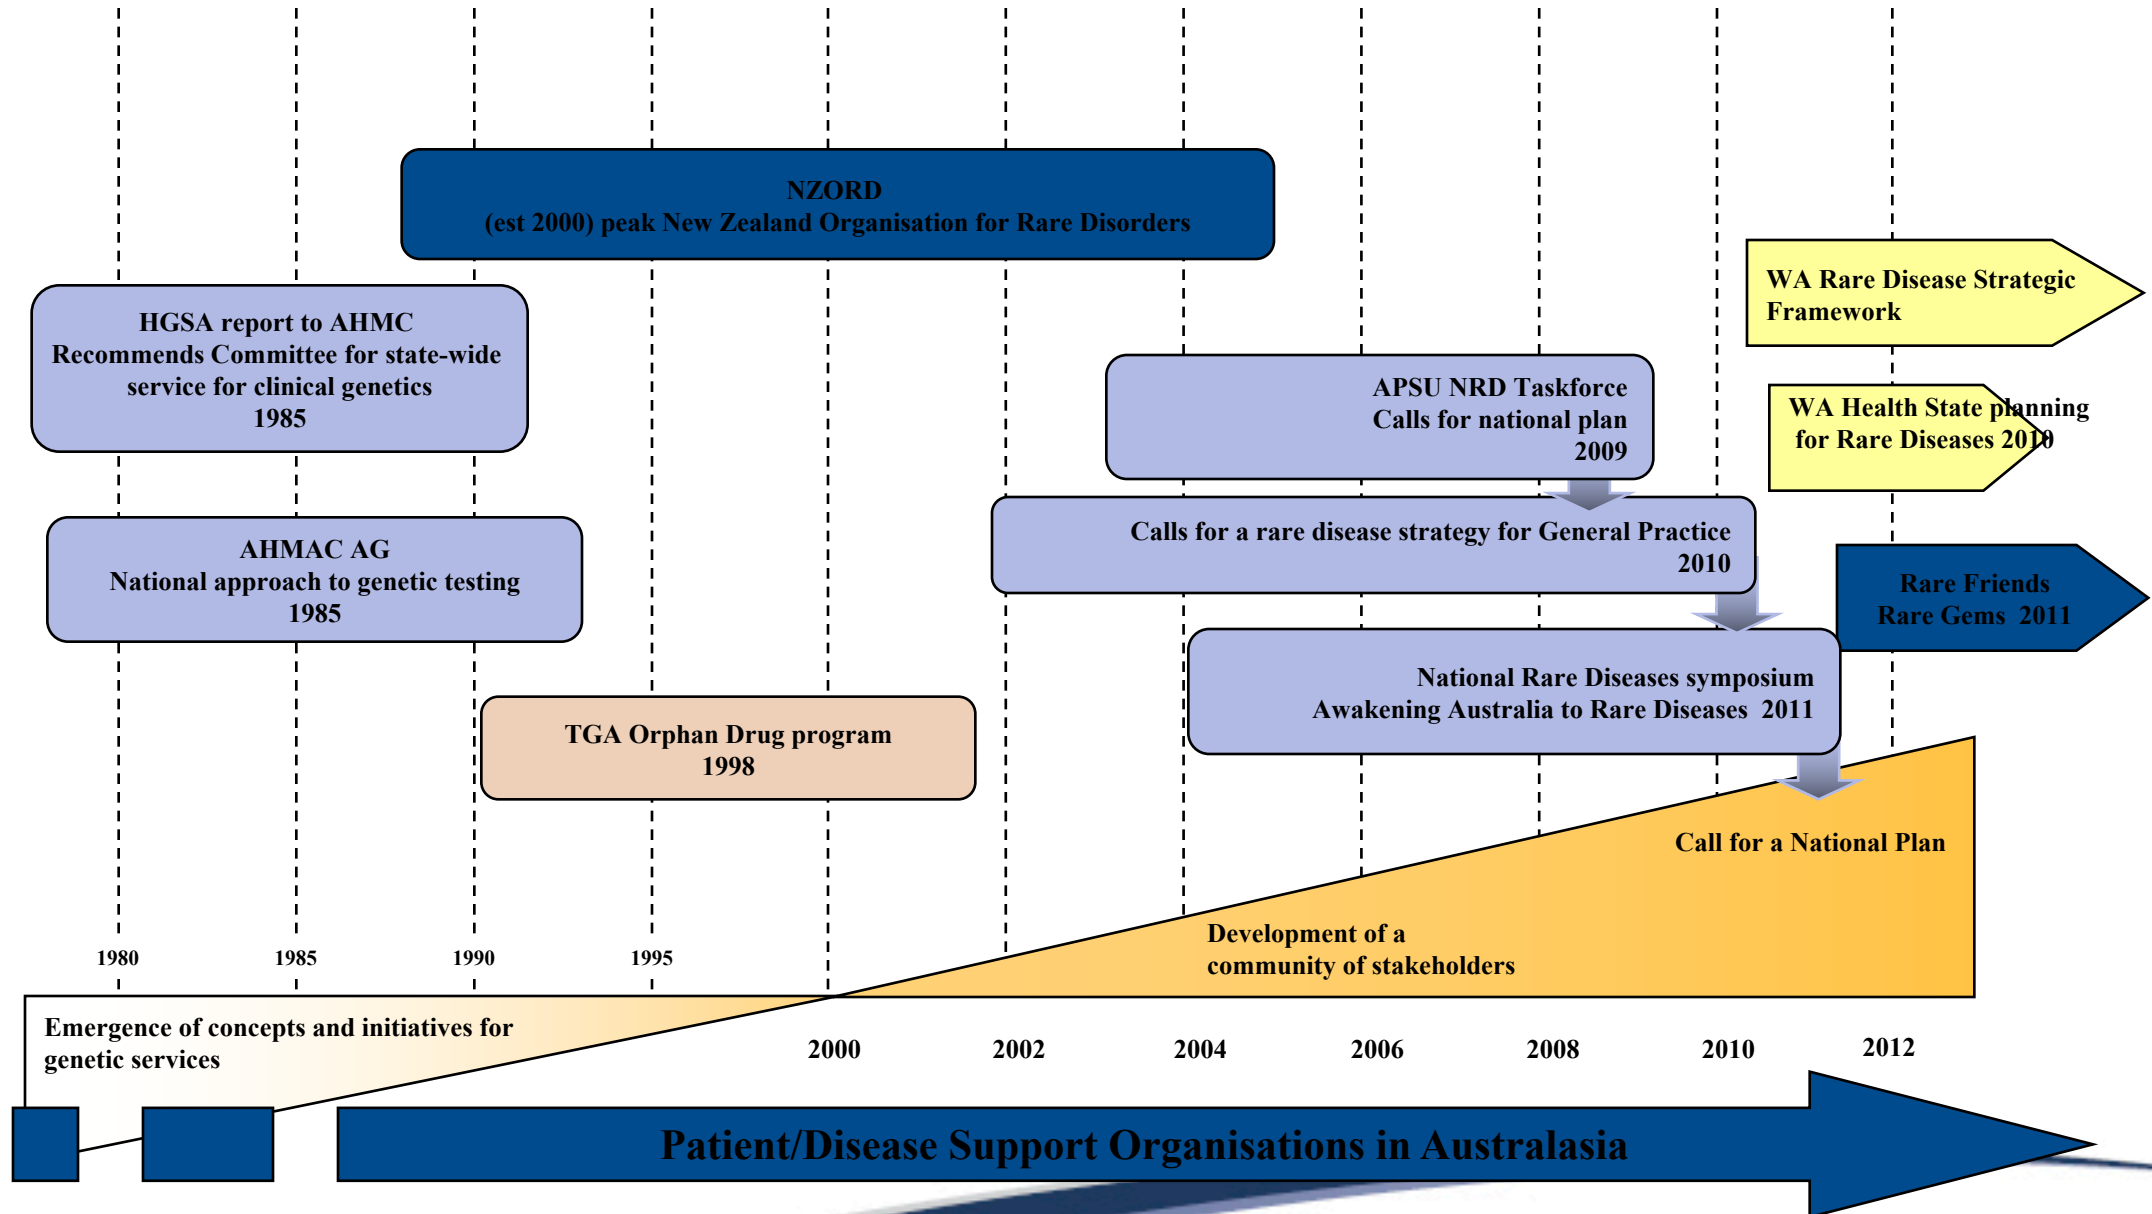 NZORD
(est 2000) peak New Zealand Organisation for Rare Disorders
HGSA report to AHMC
Recommends Committee for state-wide
service for clinical genetics
1985
WA Rare Disease Strategic
Framework
APSU NRD Taskforce
Calls for national plan
2009
WA Health State planning
for Rare Diseases 2010
AHMAC AG
National approach to genetic testing
1985
Calls for a rare disease strategy for General Practice
2010
Rare Friends
Rare Gems 2011
National Rare Diseases symposium
Awakening Australia to Rare Diseases 2011
TGA Orphan Drug program
1998
Call for a National Plan
Development of a
community of stakeholders
1980 1985 1990 1995
Emergence of concepts and initiatives for
genetic services
2000 2002 2004 2006 2008 2010 2012
Patient/Disease Support Organisations in Australasia